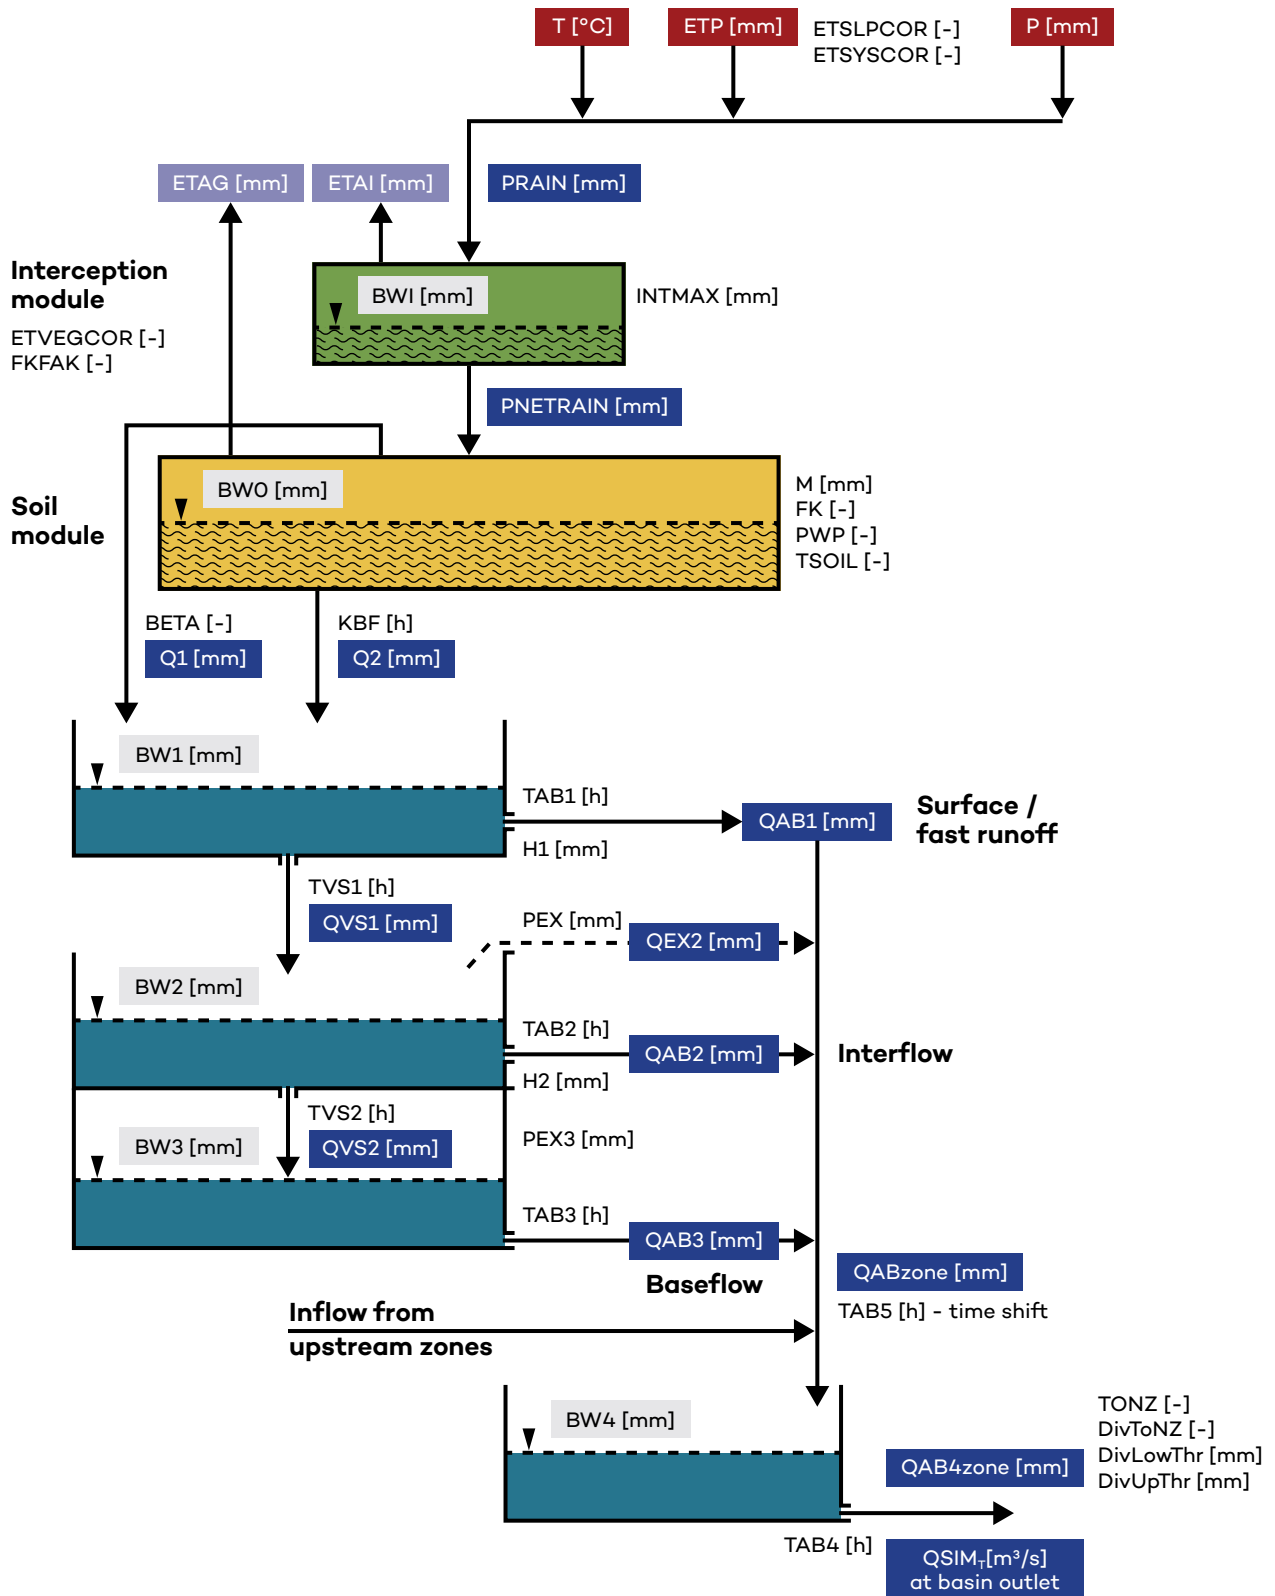 T [°C]
ETP [mm]
ETSLPCOR [-]
ETSYSCOR [-]
P [mm]
ETAG [mm]
ETAI [mm]
PRAIN [mm]
Interception
module
ETVEGCOR [-]
FKFAK [-]
BWI [mm]
INTMAX [mm]
PNETRAIN [mm]
Soil
module
BW0 [mm]
M [mm]
FK [-]
PWP [-]
TSOIL [-]
BETA [-]
Q1 [mm]
KBF [h]
Q2 [mm]
BW1 [mm]
TAB1 [h]
QAB1 [mm]
H1 [mm]
Surface /
fast runoff
TVS1 [h]
QVS1 [mm]
PEX [mm]
QEX2 [mm]
BW2 [mm]
TAB2 [h]
QAB2 [mm]
H2 [mm]
Interflow
TVS2 [h]
QVS2 [mm]
BW3 [mm]
PEX3 [mm]
TAB3 [h]
QAB3 [mm]
Baseflow
QABzone [mm]
TAB5 [h] - time shift
Inflow from
upstream zones
BW4 [mm]
TONZ [-]
DivToNZ [-]
DivLowThr [mm]
DivUpThr [mm]
QAB4zone [mm]
TAB4 [h]
QSIMT[m³/s]
at basin outlet